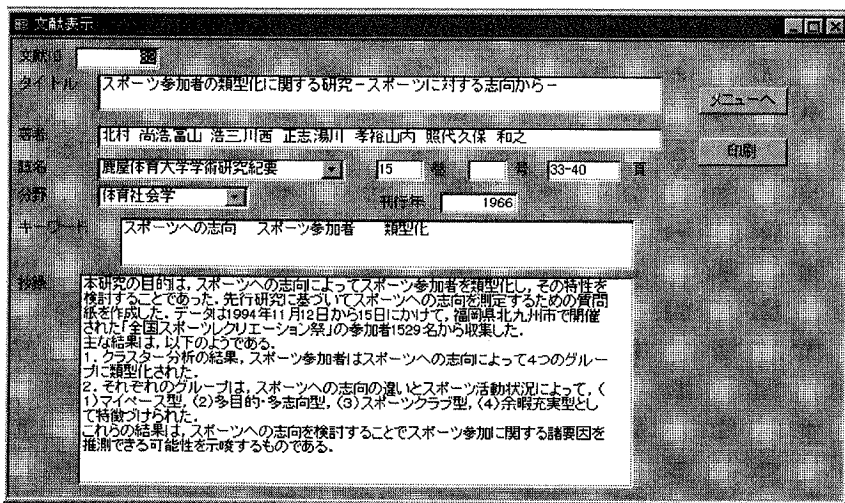 文献表示
文献ID
タイトル スポーツ参加者の類型化に関する研究－スポーツに対する志向から－
メニューへ
著者 北村 尚浩冨山 浩三川西 正志湯川 孝裕山内 照代久保 和之
印刷
誌名 鹿屋体育大学学術研究紀要 15 巻 号 33-40 頁
分野 体育社会学 刊行年 1966
キーワード スポーツへの志向 スポーツ参加者 類型化
抄録 本研究の目的は，スポーツへの志向によってスポーツ参加者を類型化し，その特性を
検討することであった．先行研究に基づいてスポーツへの志向を測定するための質問
紙を作成した．データは1994年11月12日から15日にかけて，福岡県北九州市で開催
された「全国スポーツレクリエーション祭」の参加者1529名から収集した．
主な結果は，以下のようである．
1．クラスター分析の結果，スポーツ参加者はスポーツへの志向によって4つのグルー
プに類型化された．
2．それぞれのグループは，スポーツへの志向の違いとスポーツ活動状況によって，（
1)マイペース型，(2)多目的・多志向型，(3)スポーツクラブ型，(4)余暇充実型とし
て特徴づけられた．
これらの結果は，スポーツへの志向を検討することでスポーツ参加に関する諸要因を
推測できる可能性を示唆するものである．